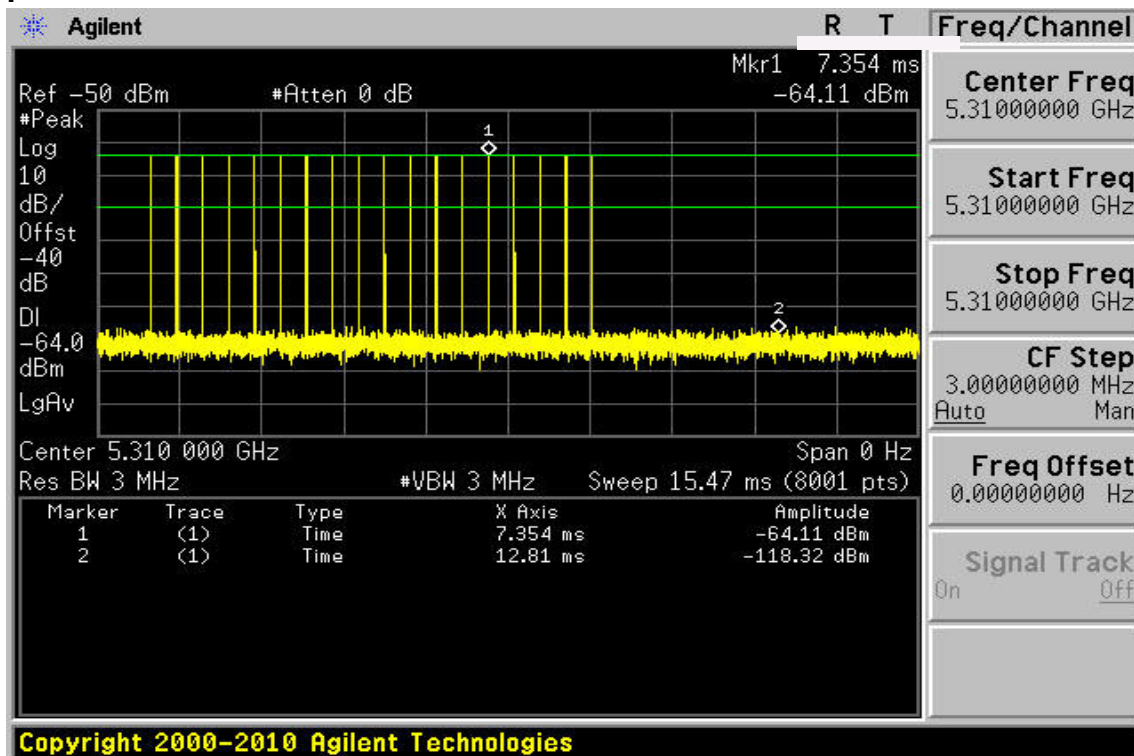 Agilent R T Freq/Channel
Mkr1 7.354 ms
Ref -50 dBm #Atten 0 dB -64.11 dBm
#Peak
Log
10
dB/
Offst
-40
dB
DI
-64.0
dBm
LgAv
1
2
Center 5.310 000 GHz Span 0 Hz
Res BW 3 MHz #VBW 3 MHz Sweep 15.47 ms (8001 pts)
Marker Trace Type X Axis Amplitude
1 (1) Time 7.354 ms -64.11 dBm
2 (1) Time 12.81 ms -118.32 dBm
Center Freq
5.31000000 GHz
Start Freq
5.31000000 GHz
Stop Freq
5.31000000 GHz
CF Step
3.00000000 MHz
Auto Man
Freq Offset
0.00000000 Hz
Signal Track
On Off
Copyright 2000-2010 Agilent Technologies